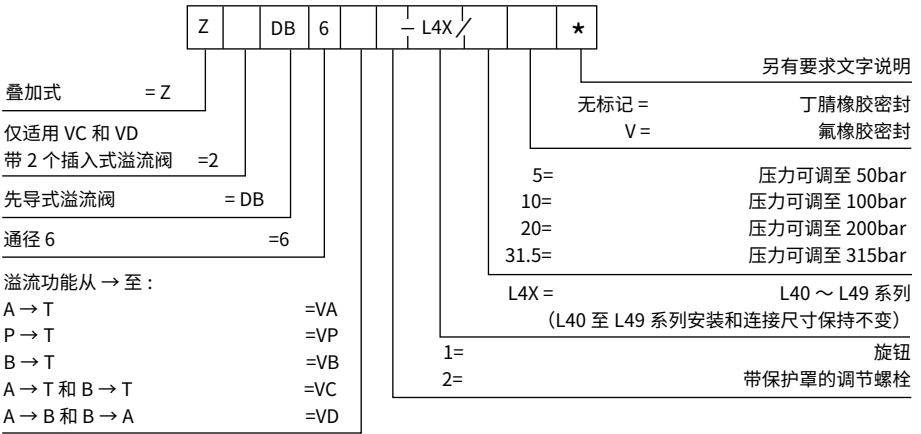 Z DB 6 – L4X / *
叠加式 = Z
仅适用 VC 和 VD
带 2 个插入式溢流阀 =2
先导式溢流阀 = DB
通径 6 =6
溢流功能从 → 至 :
A → T =VA
P → T =VP
B → T =VB
A → T 和 B → T =VC
A → B 和 B → A =VD
另有要求文字说明
无标记 = 丁腈橡胶密封
V = 氟橡胶密封
5= 压力可调至 50bar
10= 压力可调至 100bar
20= 压力可调至 200bar
31.5= 压力可调至 315bar
L4X = L40 ～ L49 系列
（L40 至 L49 系列安装和连接尺寸保持不变）
1= 旋钮
2= 带保护罩的调节螺栓